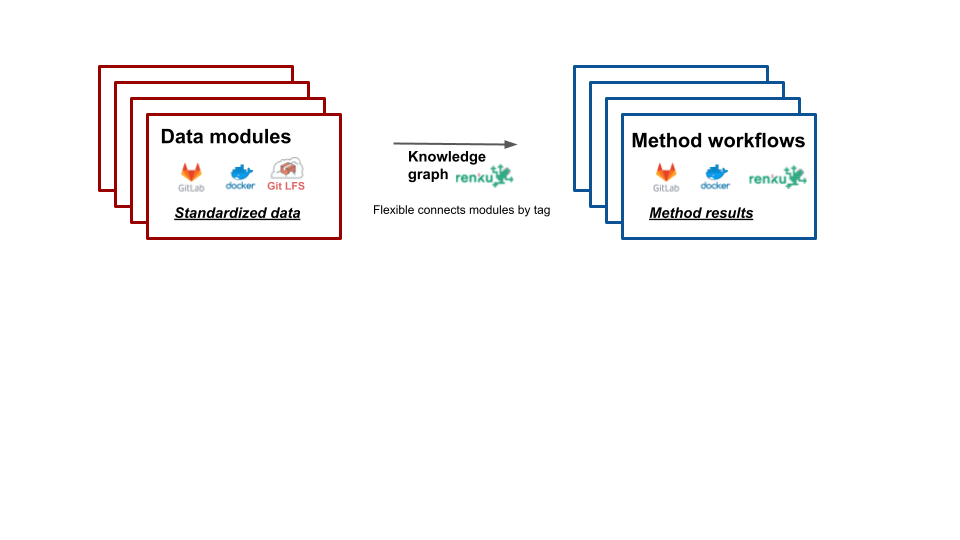 Data modules
GitLab docker Git LFS
Standardized data
Knowledge
graph renku
Flexible connects modules by tag
Method workflows
GitLab docker renku
Method results